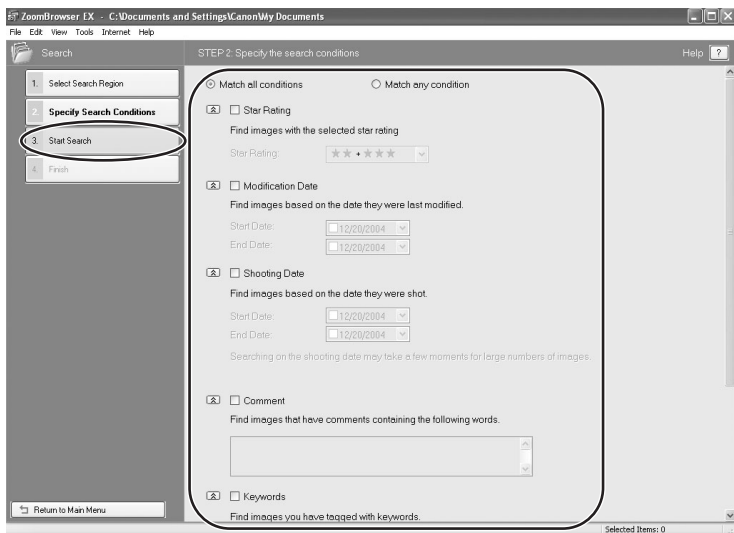 ZoomBrowser EX - C:\Documents and Settings\Canon\My Documents
File Edit View Tools Internet Help
Search
STEP 2: Specify the search conditions
Help ?
1. Select Search Region
2. Specify Search Conditions
3. Start Search
4. Finish
Return to Main Menu
Match all conditions Match any condition
Star Rating
Find images with the selected star rating
Star Rating: ★★ • ★★★
Modification Date
Find images based on the date they were last modified.
Start Date: 12/20/2004
End Date: 12/20/2004
Shooting Date
Find images based on the date they were shot.
Start Date: 12/20/2004
End Date: 12/20/2004
Searching on the shooting date may take a few moments for large numbers of images.
Comment
Find images that have comments containing the following words.
Keywords
Find images you have tagged with keywords.
Selected Items: 0